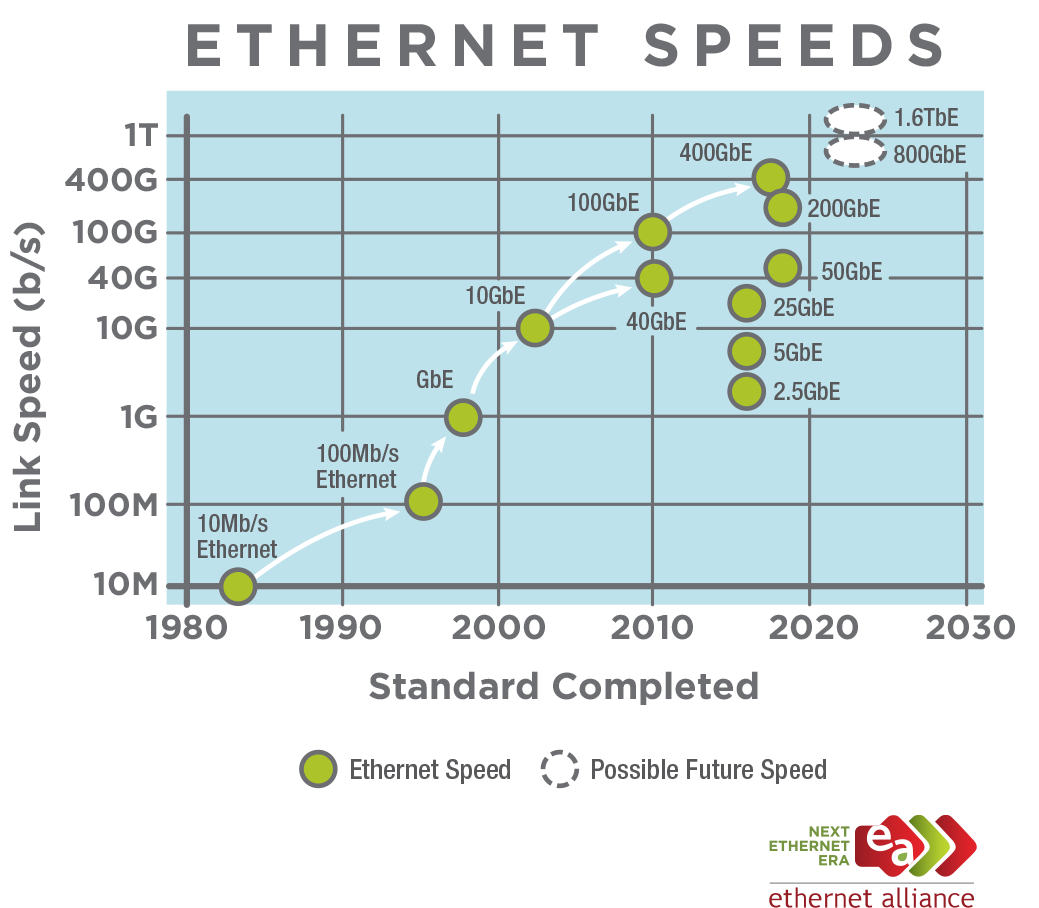 ETHERNET SPEEDS
Link Speed (b/s)
1T
400G
100G
40G
10G
1G
100M
10M
1.6TbE
800GbE
400GbE
200GbE
100GbE
50GbE
10GbE
25GbE
40GbE
5GbE
GbE
2.5GbE
100Mb/s
Ethernet
10Mb/s
Ethernet
1980
1990
2000
2010
2020
2030
Standard Completed
Ethernet Speed
Possible Future Speed
NEXT
ETHERNET
ERA
ea
ethernet alliance